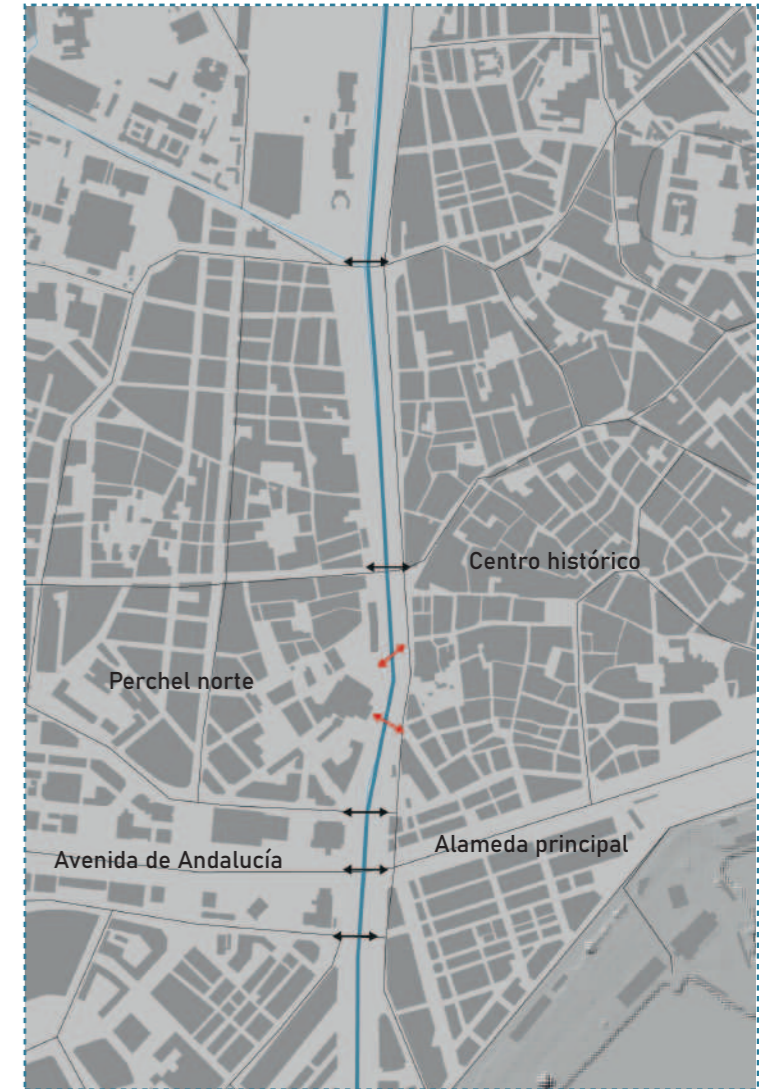 Centro histórico
Perchel norte
Alameda principal
Avenida de Andalucía